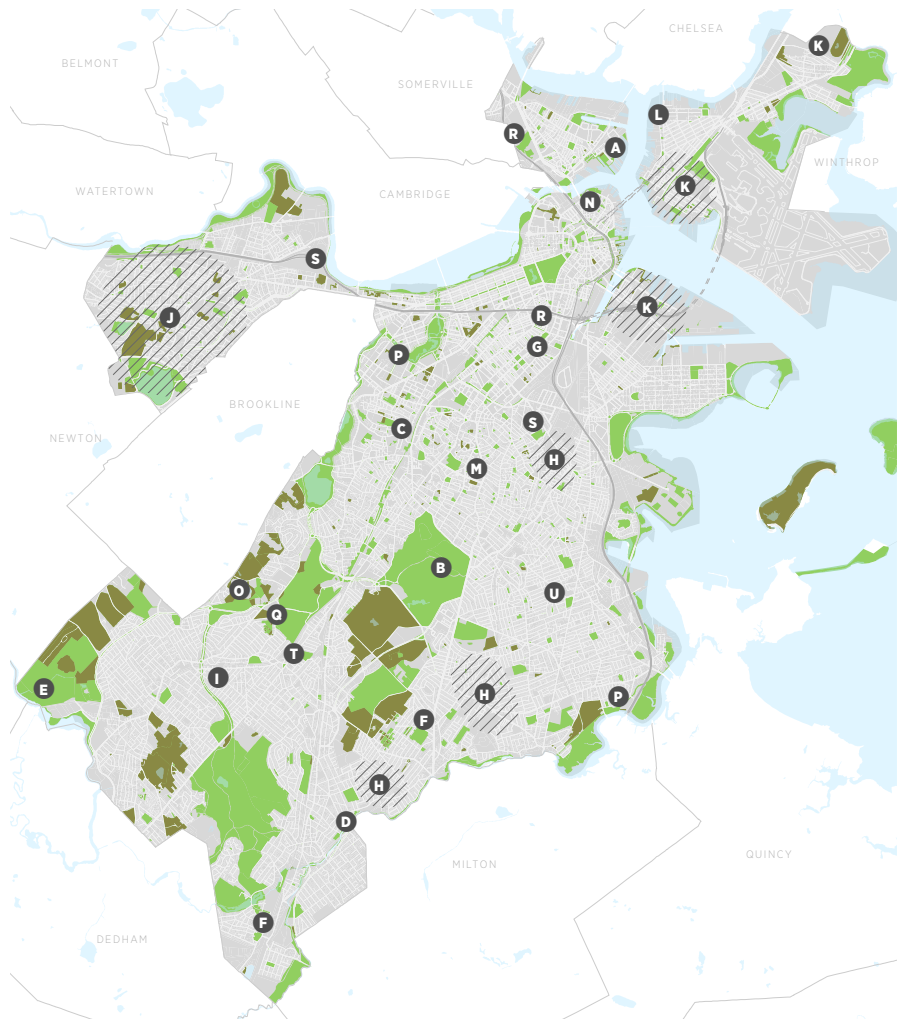 CHELSEA
K
BELMONT
SOMERVILLE
L
R
A
WINTHROP
K
WATERTOWN
CAMBRIDGE
N
S
K
J
R
G
P
BROOKLINE
C
S
NEWTON
H
M
B
O
U
Q
T
I
E
H
P
F
H
D
MILTON
QUINCY
F
DEDHAM